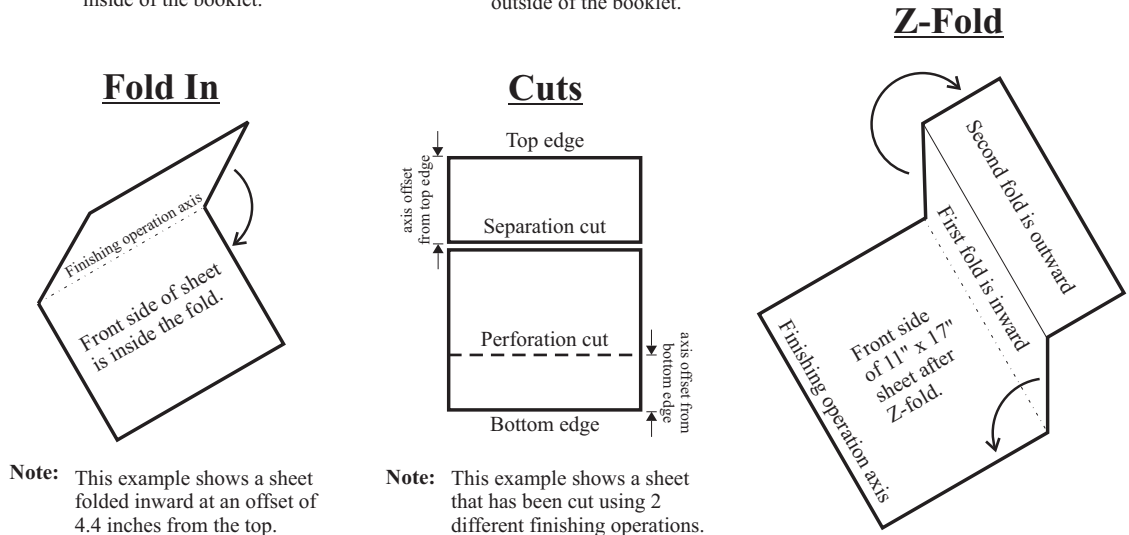 inside of the booklet.
outside of the booklet.
Fold In
Finishing operation axis
Front side of sheet
is inside the fold.
Note: This example shows a sheet
folded inward at an offset of
4.4 inches from the top.
Cuts
Top edge
axis offset
from top edge
Separation cut
Perforation cut
axis offset from
bottom edge
Bottom edge
Note: This example shows a sheet
that has been cut using 2
different finishing operations.
Z-Fold
Second fold is outward
First fold is inward
Front side
of 11" x 17"
sheet after
Z-fold.
Finishing operation axis